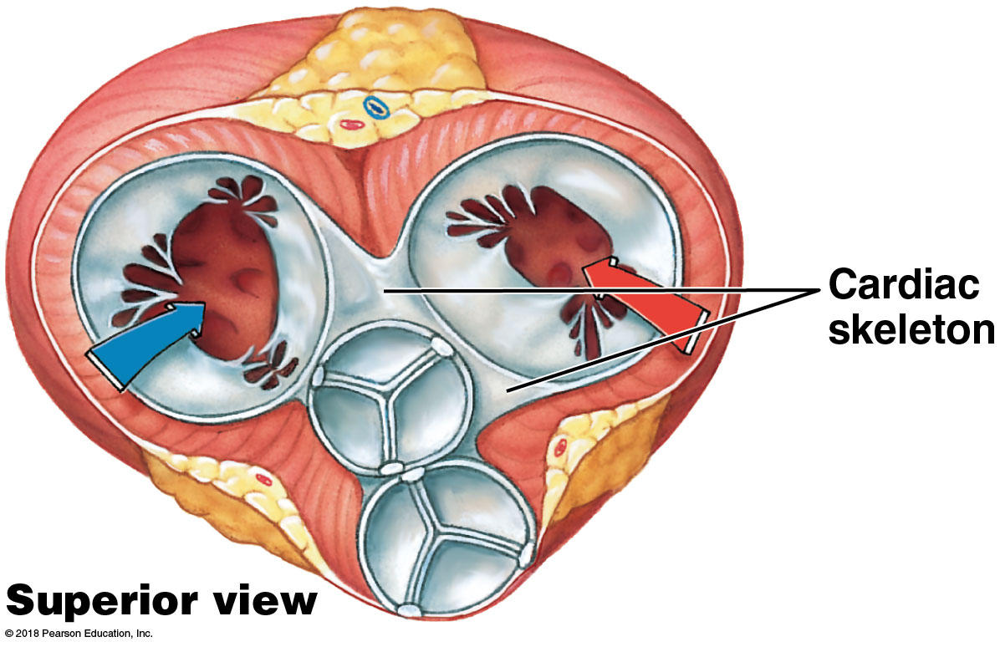 Cardiac
skeleton
Superior view
© 2018 Pearson Education, Inc.